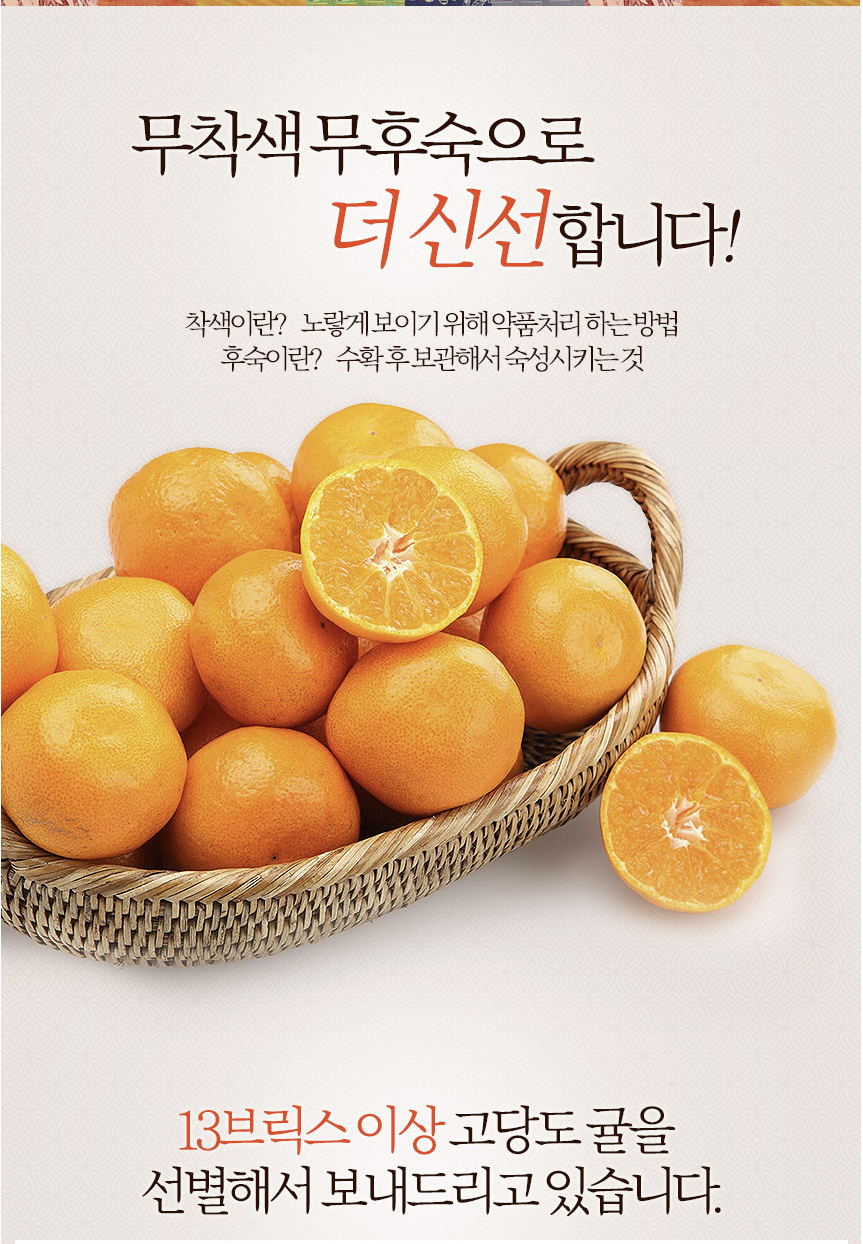 무착색 무후숙으로
더 신선합니다!
착색이란? 노랗게 보이기 위해 약품처리 하는 방법
후숙이란? 수확 후 보관해서 숙성시키는 것
13브릭스 이상 고당도 귤을
선별해서 보내드리고 있습니다.